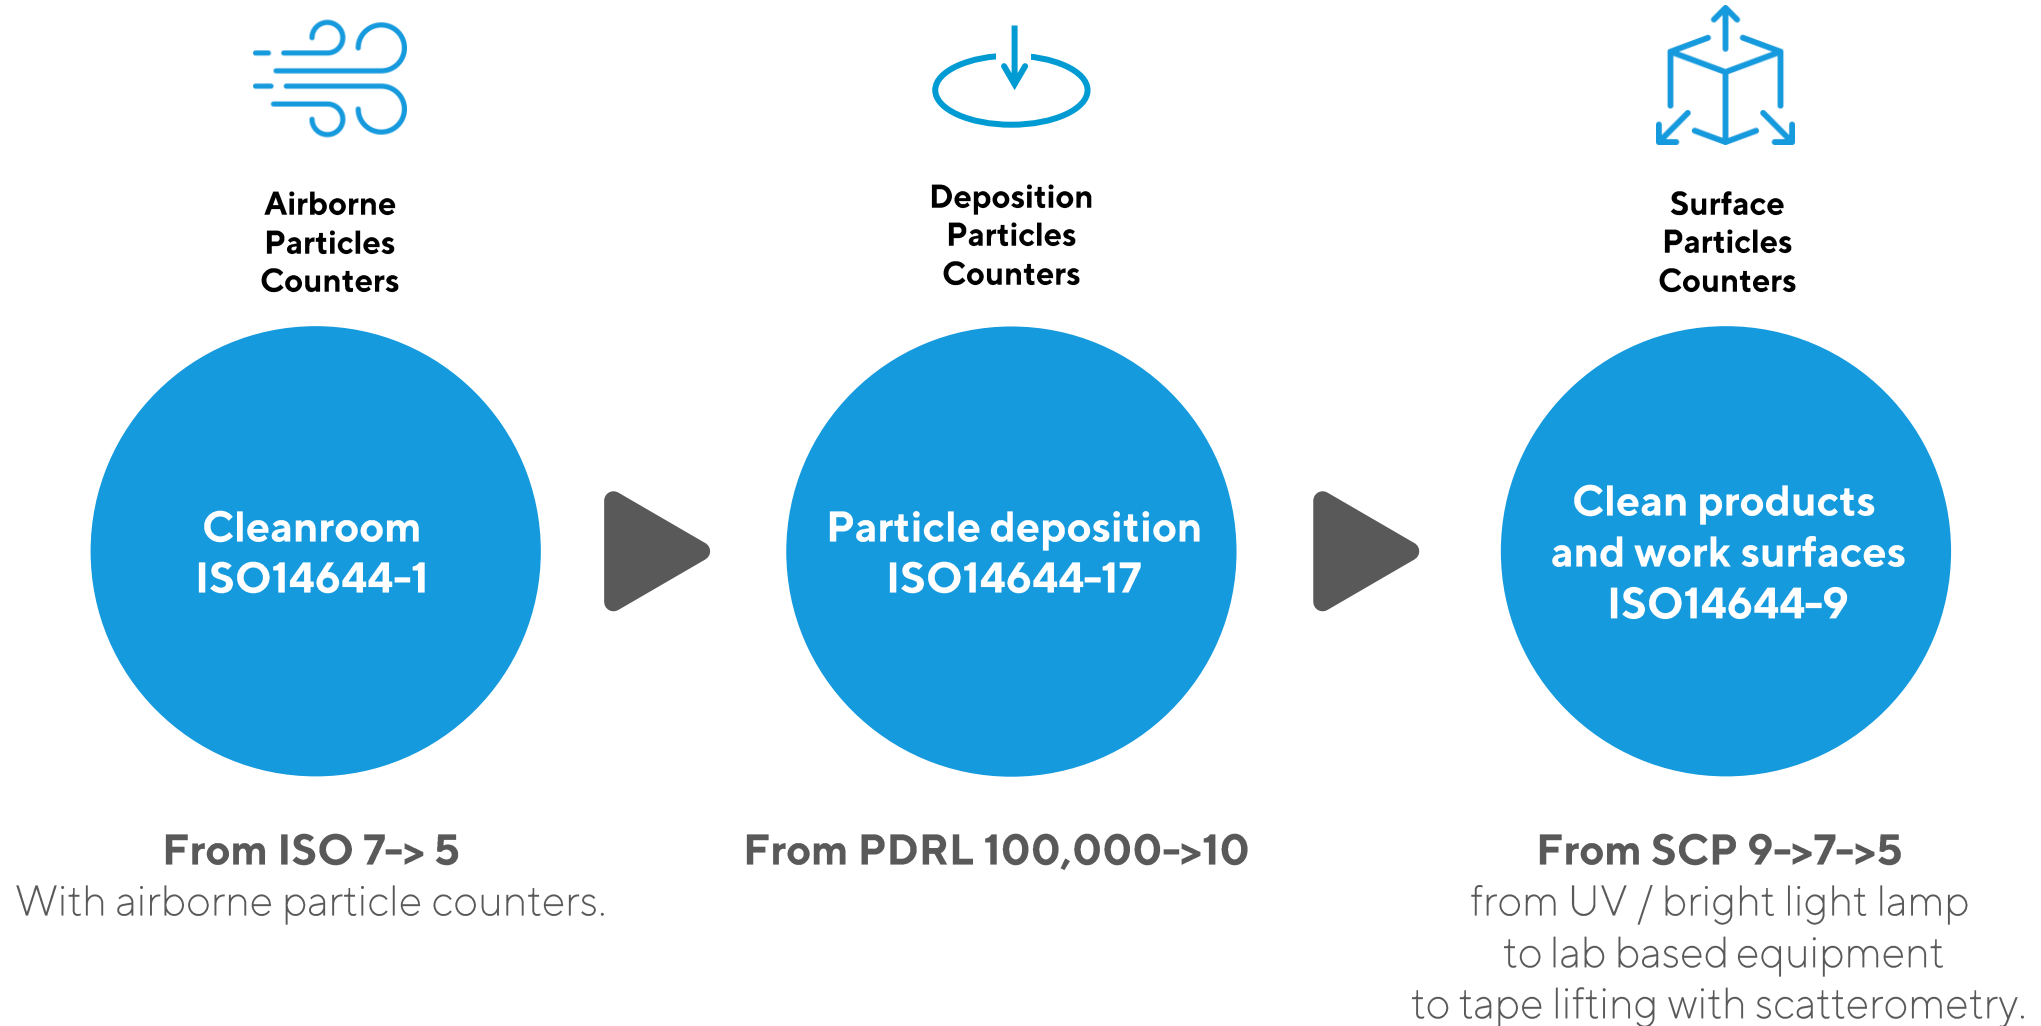 Airborne
Particles
Counters
Cleanroom
ISO14644-1
From ISO 7-> 5
With airborne particle counters.
Deposition
Particles
Counters
Particle deposition
ISO14644-17
From PDRL 100,000->10
Surface
Particles
Counters
Clean products
and work surfaces
ISO14644-9
From SCP 9->7->5
from UV / bright light lamp
to lab based equipment
to tape lifting with scatterometry.